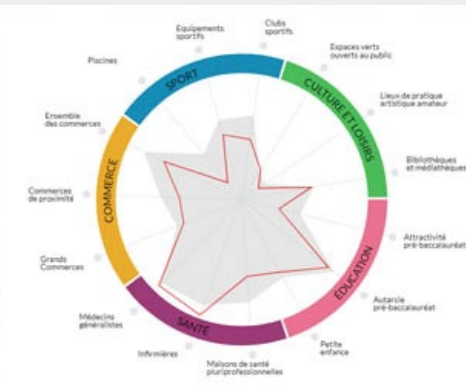 Clubs
sportifs
Equipements
sportifs
Espaces verts
ouverts au public
Piscines
SPORT
CULTURE ET LOISIRS
Lieux de pratique
artistique amateur
Ensemble
des commerces
Bibliothèques
et médiathèques
COMMERCE
Commerces
de proximité
Attractivité
pré-baccalauréat
Grands
Commerces
EDUCATION
Autarcie
pré-baccalauréat
Médecins
généralistes
SANTÉ
Petite
enfance
Infirmières
Maisons de santé
pluriprofessionnelles